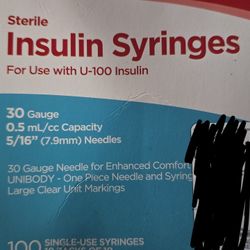 Sterile
Insulin Syringes
For Use with U-100 Insulin
30 Gauge
0.5 mL/cc Capacity
5/16” (7.9mm) Needles
30 Gauge Needle for Enhanced Comfort
UNIBODY - One Piece Needle and Syring
Large Clear Unit Markings
100 SINGLE-USE SYRINGES